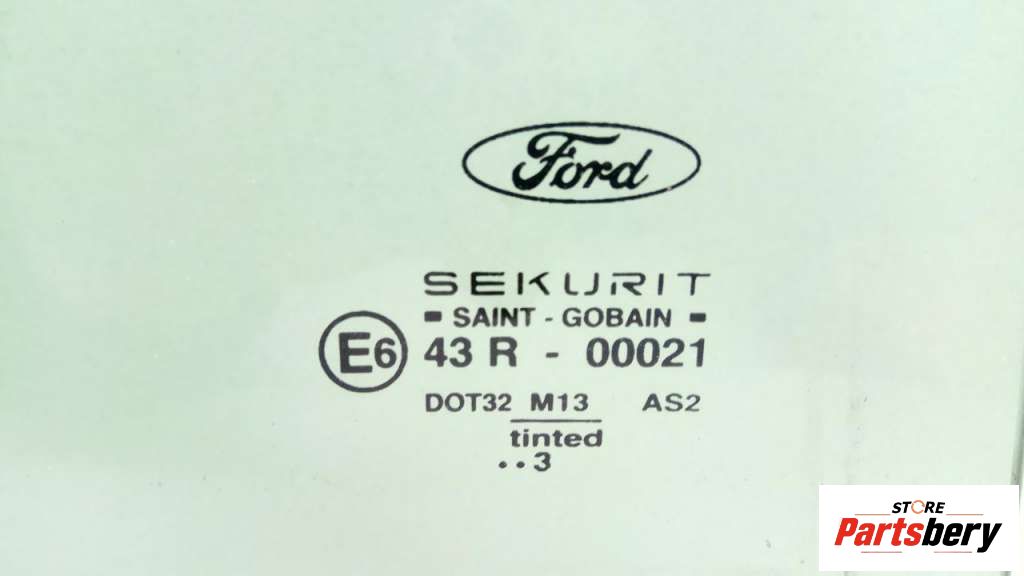 Ford
SEKURIT
- SAINT - GOBAIN -
E6 43 R - 00021
DOT32 M13 AS2
tinted
..3
STORE
Partsbery